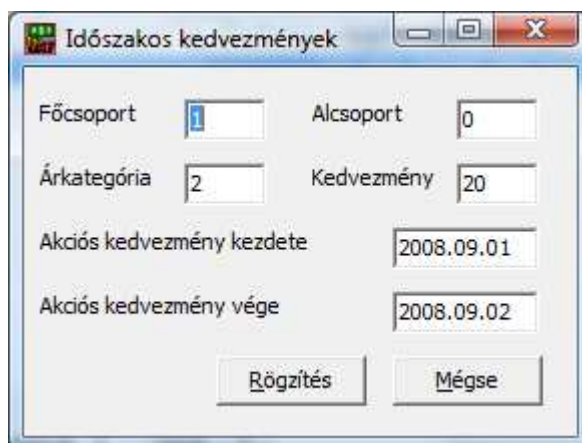 Időszakos kedvezmények
Főcsoport 1 Alcsoport 0
Árkategória 2 Kedvezmény 20
Akciós kedvezmény kezdete 2008.09.01
Akciós kedvezmény vége 2008.09.02
Rögzítés Mégse